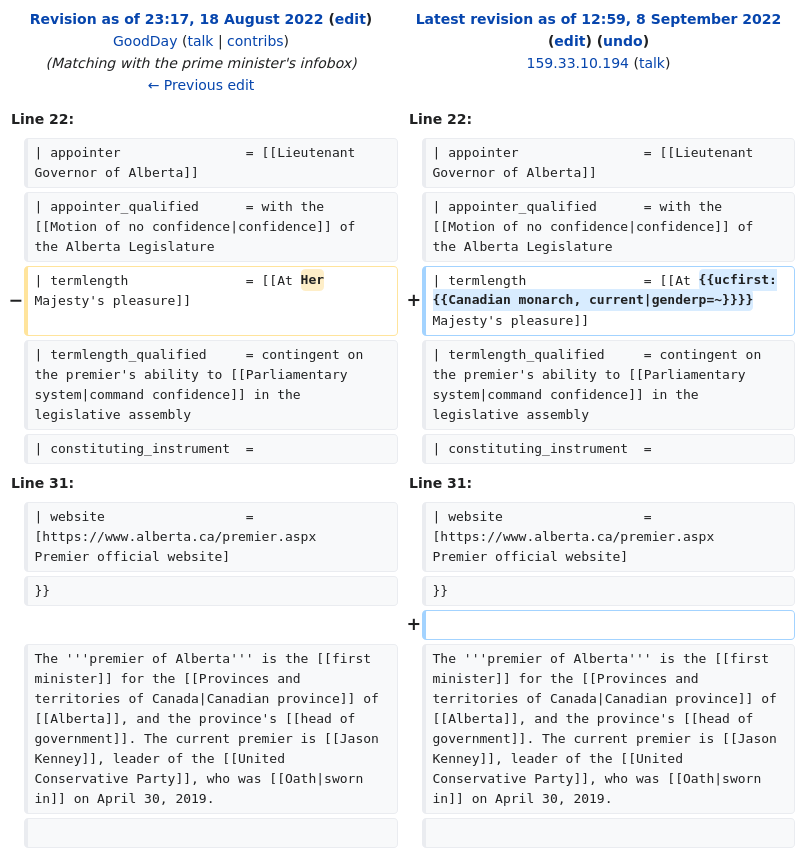 Revision as of 23:17, 18 August 2022 (edit)
GoodDay (talk | contribs)
(Matching with the prime minister's infobox)
← Previous edit
Latest revision as of 12:59, 8 September 2022
(edit) (undo)
159.33.10.194 (talk)
Line 22:
Line 22:
| appointer                = [[Lieutenant
Governor of Alberta]]
| appointer                = [[Lieutenant
Governor of Alberta]]
| appointer_qualified      = with the
[[Motion of no confidence|confidence]] of
the Alberta Legislature
| appointer_qualified      = with the
[[Motion of no confidence|confidence]] of
the Alberta Legislature
−
| termlength               = [[At Her
Majesty's pleasure]]
+
| termlength               = [[At {{ucfirst:
{{Canadian monarch, current|genderp=~}}}}
Majesty's pleasure]]
| termlength_qualified     = contingent on
the premier's ability to [[Parliamentary
system|command confidence]] in the
legislative assembly
| termlength_qualified     = contingent on
the premier's ability to [[Parliamentary
system|command confidence]] in the
legislative assembly
| constituting_instrument  =
| constituting_instrument  =
Line 31:
Line 31:
| website                  =
[https://www.alberta.ca/premier.aspx
Premier official website]
| website                  =
[https://www.alberta.ca/premier.aspx
Premier official website]
}}
}}
+
The '''premier of Alberta''' is the [[first
minister]] for the [[Provinces and
territories of Canada|Canadian province]] of
[[Alberta]], and the province's [[head of
government]]. The current premier is [[Jason
Kenney]], leader of the [[United
Conservative Party]], who was [[Oath|sworn
in]] on April 30, 2019.
The '''premier of Alberta''' is the [[first
minister]] for the [[Provinces and
territories of Canada|Canadian province]] of
[[Alberta]], and the province's [[head of
government]]. The current premier is [[Jason
Kenney]], leader of the [[United
Conservative Party]], who was [[Oath|sworn
in]] on April 30, 2019.